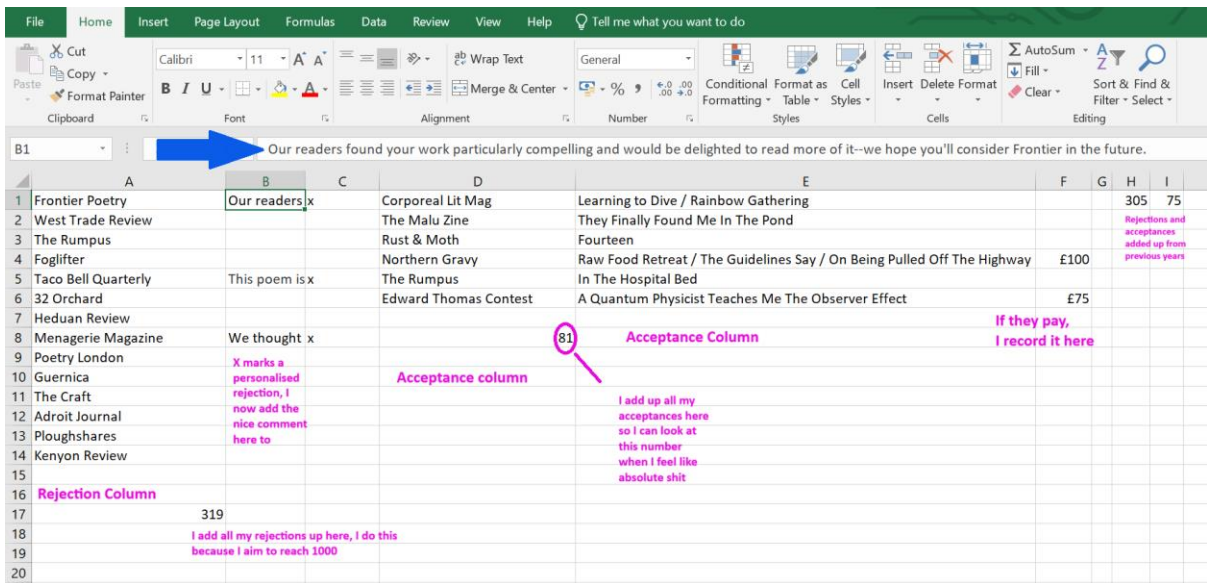 File Home Insert Page Layout Formulas Data Review View Help Tell me what you want to do
Paste
Cut
Copy
Format Painter
Clipboard
Calibri 11 A A
B I U A
Font
ab Wrap Text
Merge & Center
Alignment
General
% , .0 .00 .00 .0
Number
Conditional Formatting
Format as Table
Cell Styles
Styles
Insert Delete Format
Cells
AutoSum
Fill
Clear
Sort & Filter
Find & Select
Editing
B1 Our readers found your work particularly compelling and would be delighted to read more of it--we hope you'll consider Frontier in the future.
A B C D E F G H I
1 Frontier Poetry Our readers x Corporeal Lit Mag Learning to Dive / Rainbow Gathering 305 75
2 West Trade Review The Malu Zine They Finally Found Me In The Pond
3 The Rumpus Rust & Moth Fourteen
4 Foglifter Northern Gravy Raw Food Retreat / The Guidelines Say / On Being Pulled Off The Highway £100
5 Taco Bell Quarterly This poem is x The Rumpus In The Hospital Bed
6 32 Orchard Edward Thomas Contest A Quantum Physicist Teaches Me The Observer Effect £75
7 Heduan Review
8 Menagerie Magazine We thought x 81
9 Poetry London
10 Guernica
11 The Craft
12 Adroit Journal
13 Ploughshares
14 Kenyon Review
15
16 Rejection Column
17 319
18
19
20
Rejections and
acceptances
added up from
previous years
If they pay,
I record it here
Acceptance Column
X marks a
personalised
rejection, I
now add the
nice comment
here to
Acceptance column
I add up all my
acceptances here
so I can look at
this number
when I feel like
absolute shit
I add all my rejections up here, I do this
because I aim to reach 1000